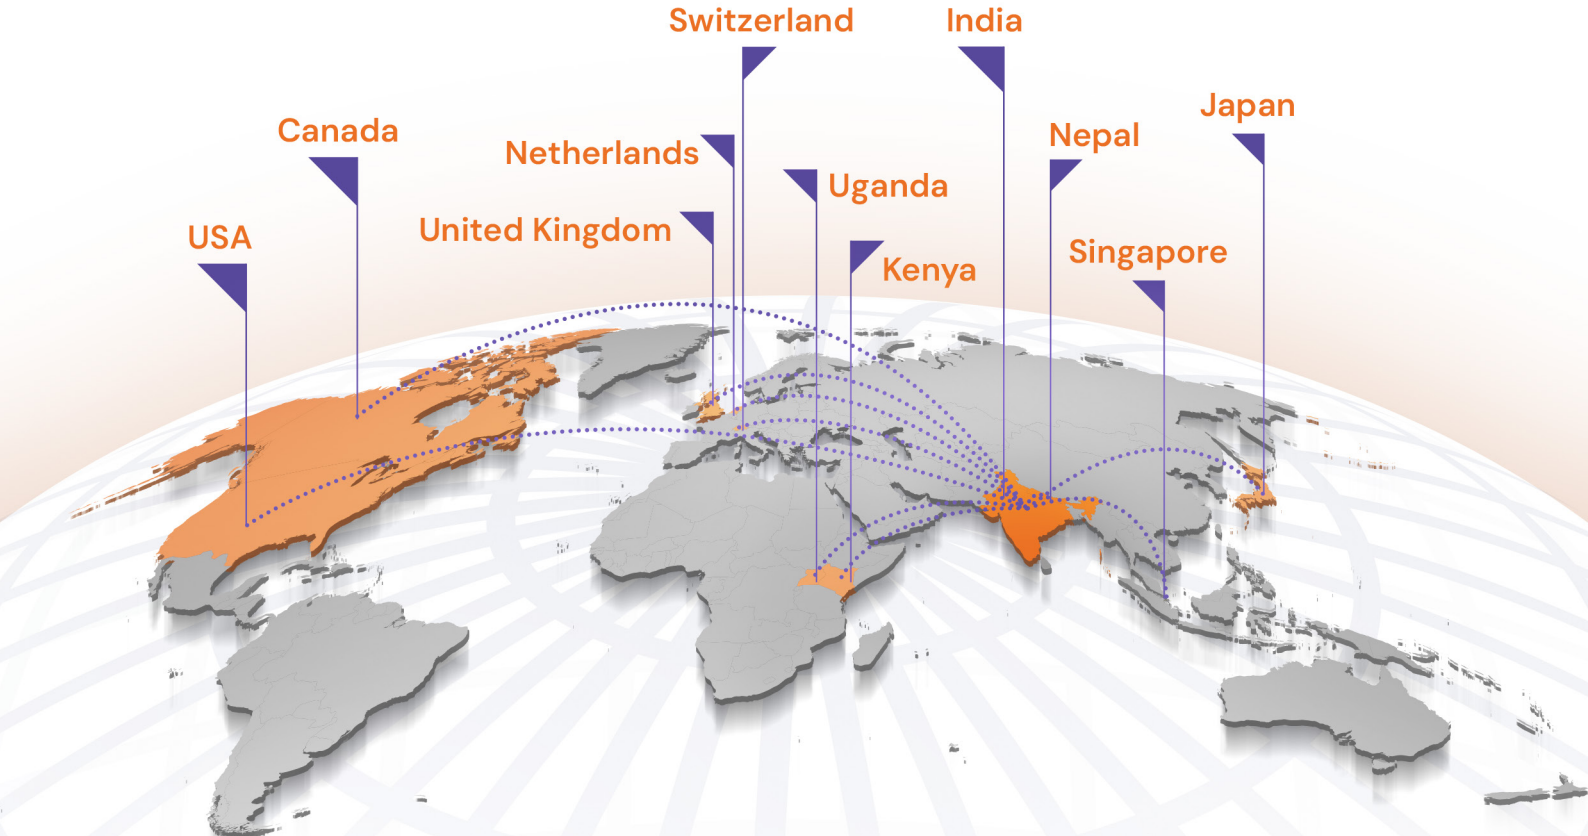 Switzerland
India
Japan
Canada
Nepal
Netherlands
Uganda
United Kingdom
USA
Singapore
Kenya